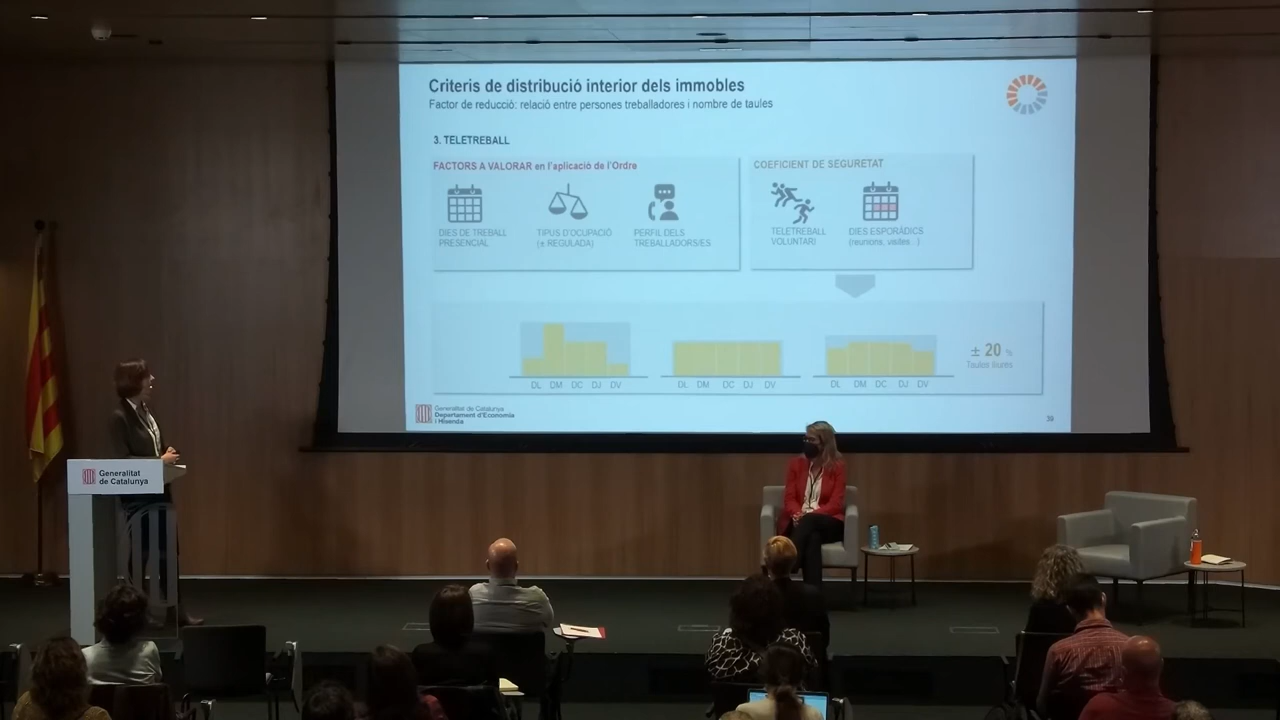 Criteris de distribució interior dels immobles
Factor de reducció: relació entre persones treballadores i nombre de taules
3. TELETREBALL
FACTORS A VALORAR en l'aplicació de l'Ordre
DIES DE TREBALL
PRESENCIAL
TIPUS D'OCUPACIÓ
(± REGULADA)
PERFIL DELS
TREBALLADORS/ES
COEFICIENT DE SEGURETAT
TELETREBALL
VOLUNTARI
DIES ESPORÀDICS
(reunions, visites...)
DL DM DC DJ DV
DL DM DC DJ DV
DL DM DC DJ DV
± 20 %
Taules lliures
Generalitat de Catalunya
Departament d'Economia
i Hisenda
39
Generalitat
de Catalunya